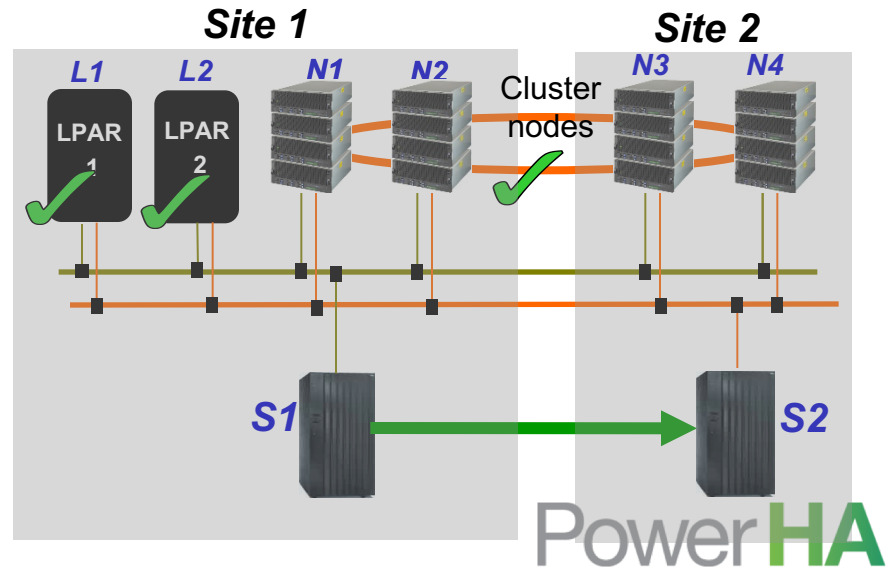 Site 1
Site 2
L1
L2
N1
N2
N3
N4
LPAR
1
LPAR
2
Cluster
nodes
S1
S2
PowerHA